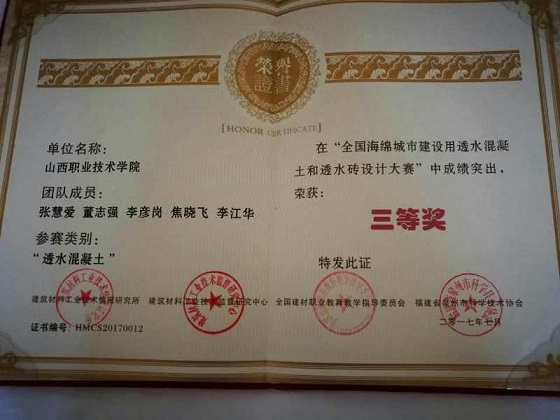 榮譽
證書
HONOR CERTIFICATE
单位名称：
山西职业技术学院
团队成员：
张慧爱 董志强 李彦岗 焦晓飞 李江华
参赛类别：
“透水混凝土”
在“全国海绵城市建设用透水混凝
土和透水砖设计大赛”中成绩突出，
荣获：
三等奖
特发此证
建筑材料工业技术情报研究所 建筑材料工业技术监督研究中心 全国建材职业教育教学指导委员会 福建省泉州市科学技术协会
证书编号：HMCS20170012
二〇一七年七月